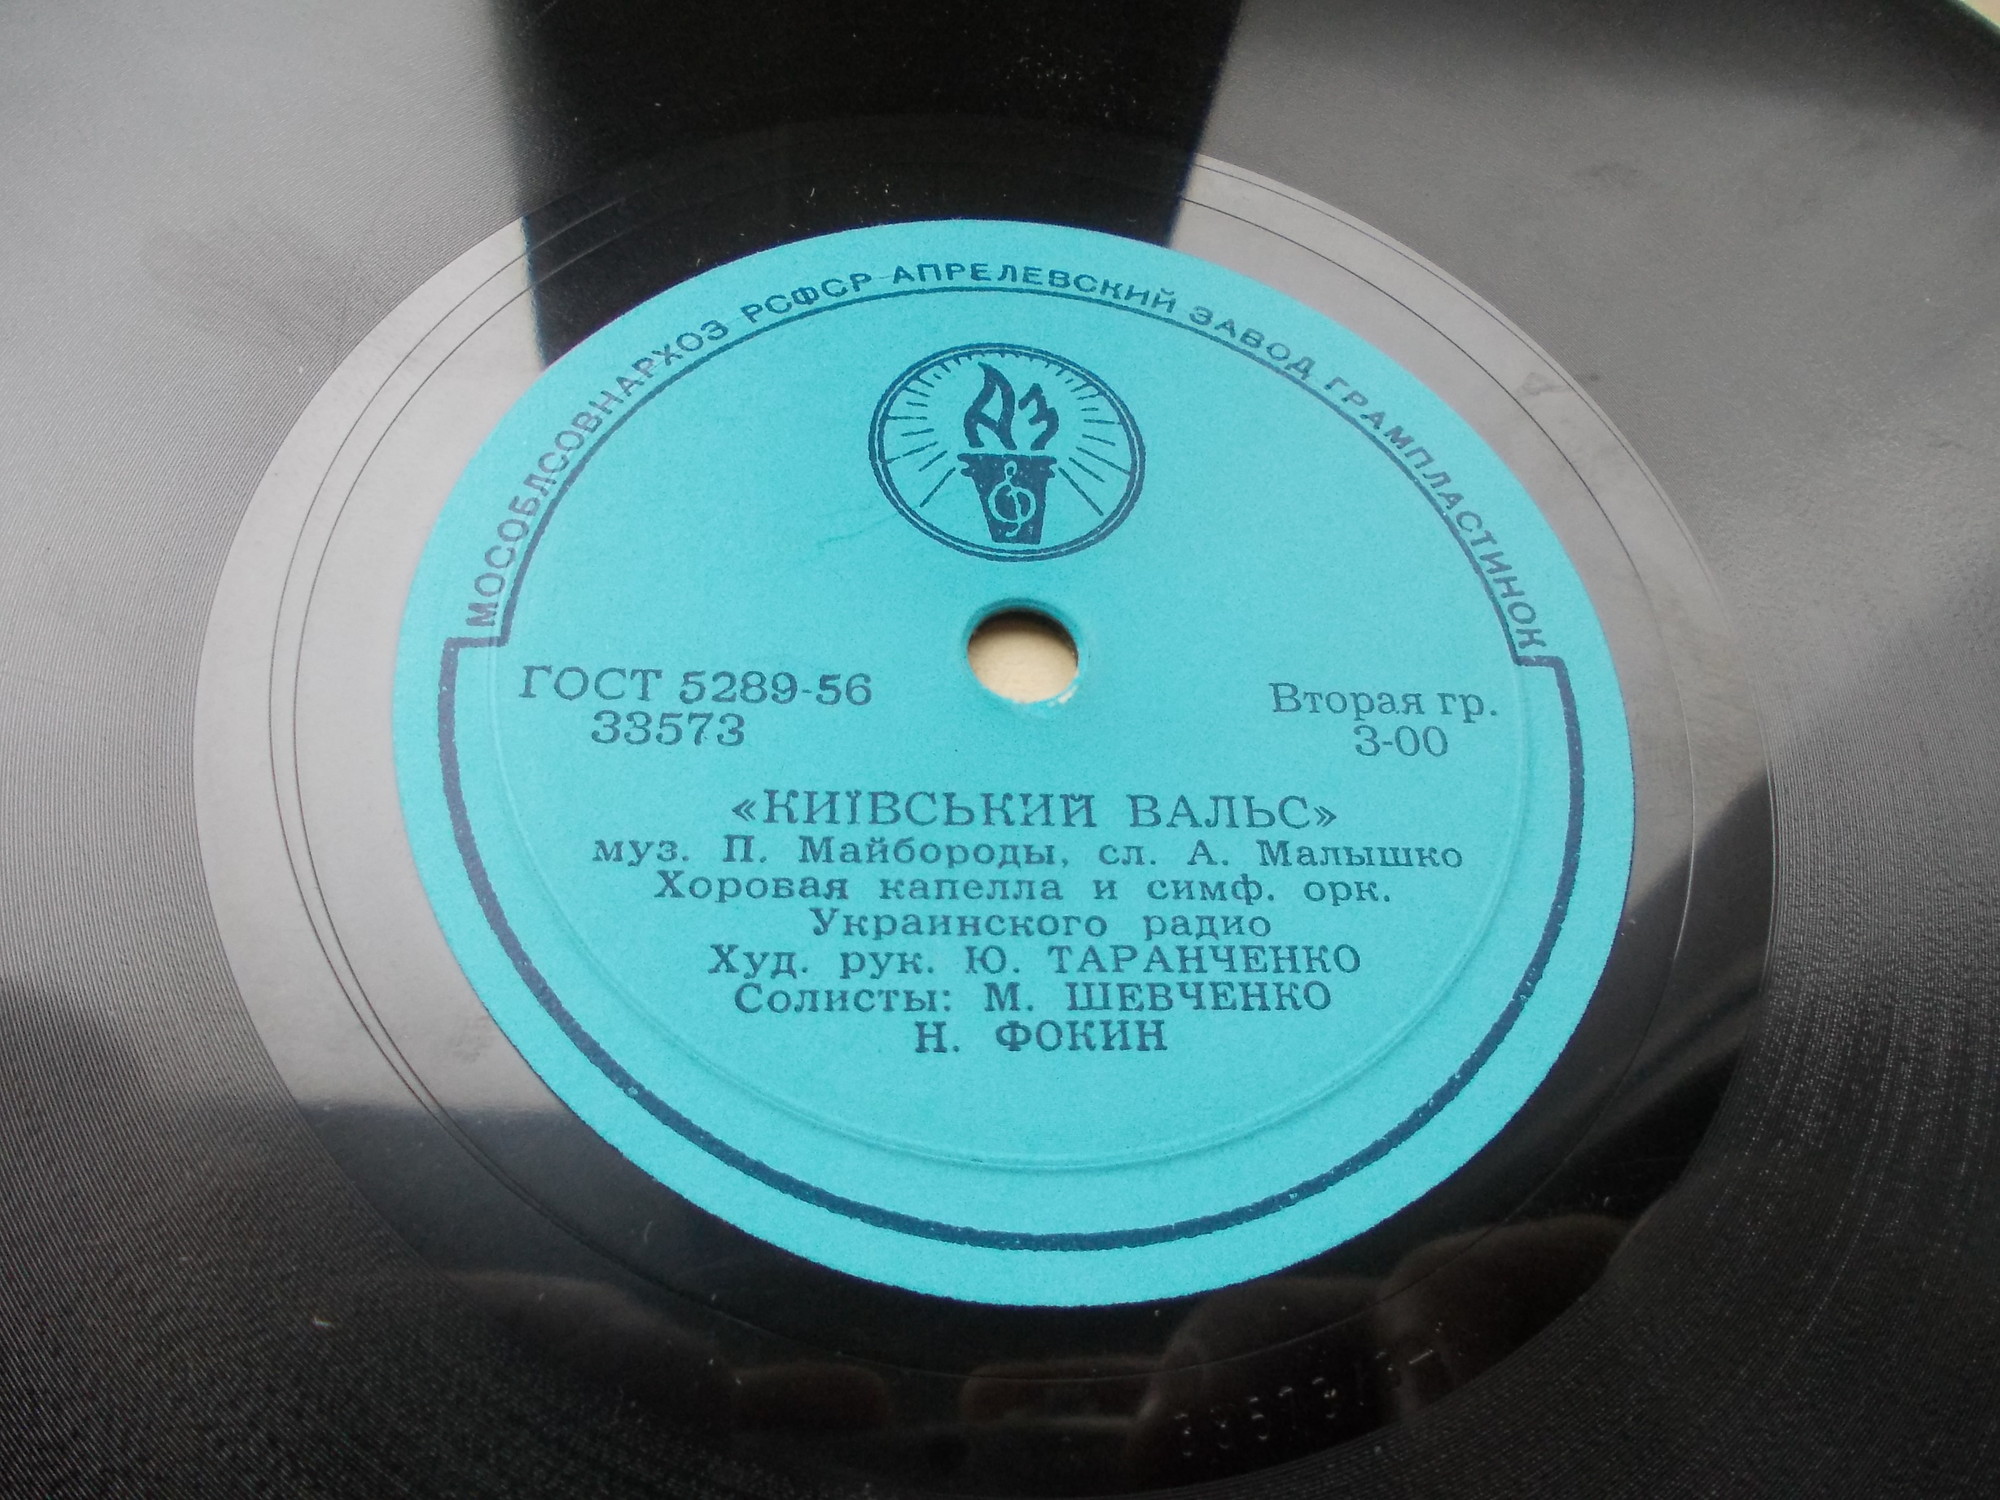 МОСОБЛСОВНАРХОЗ РСФСР АПРЕЛЕВСКИЙ ЗАВОД ГРАМПЛАСТИНОК
АЗ
ГОСТ 5289-56
33573
Вторая гр.
3-00
«КИЇВСЬКИЙ ВАЛЬС»
муз. П. Майбороды, сл. А. Малышко
Хоровая капелла и симф. орк.
Украинского радио
Худ. рук. Ю. ТАРАНЧЕНКО
Солисты: М. ШЕВЧЕНКО
Н. ФОКИН